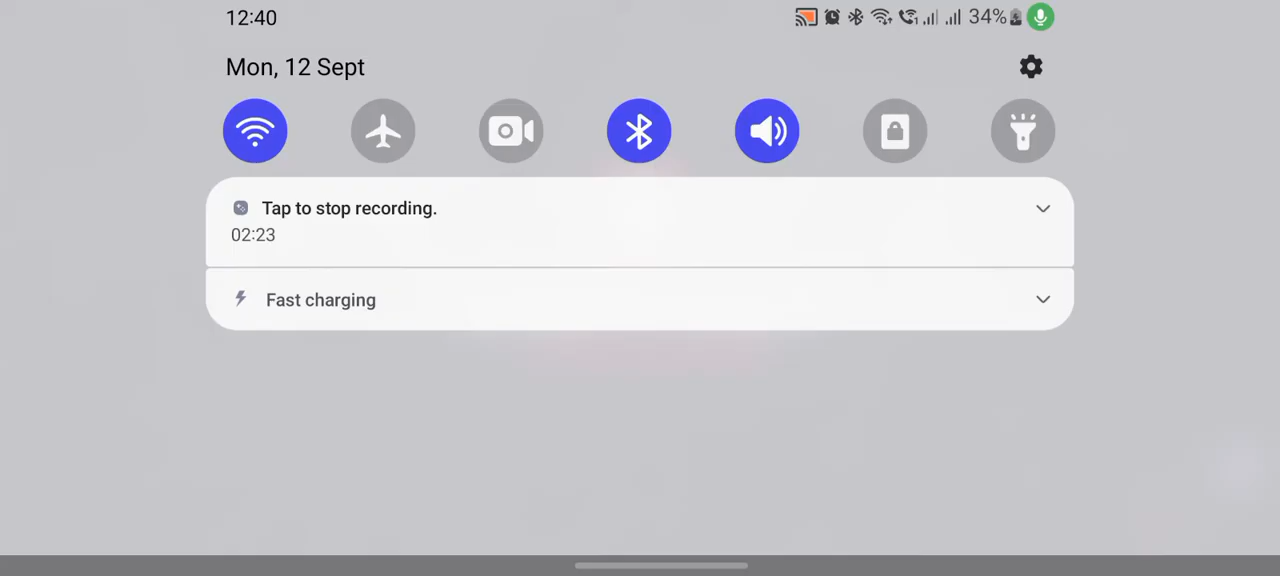 12:40
34%
Mon, 12 Sept
Tap to stop recording.
02:23
Fast charging